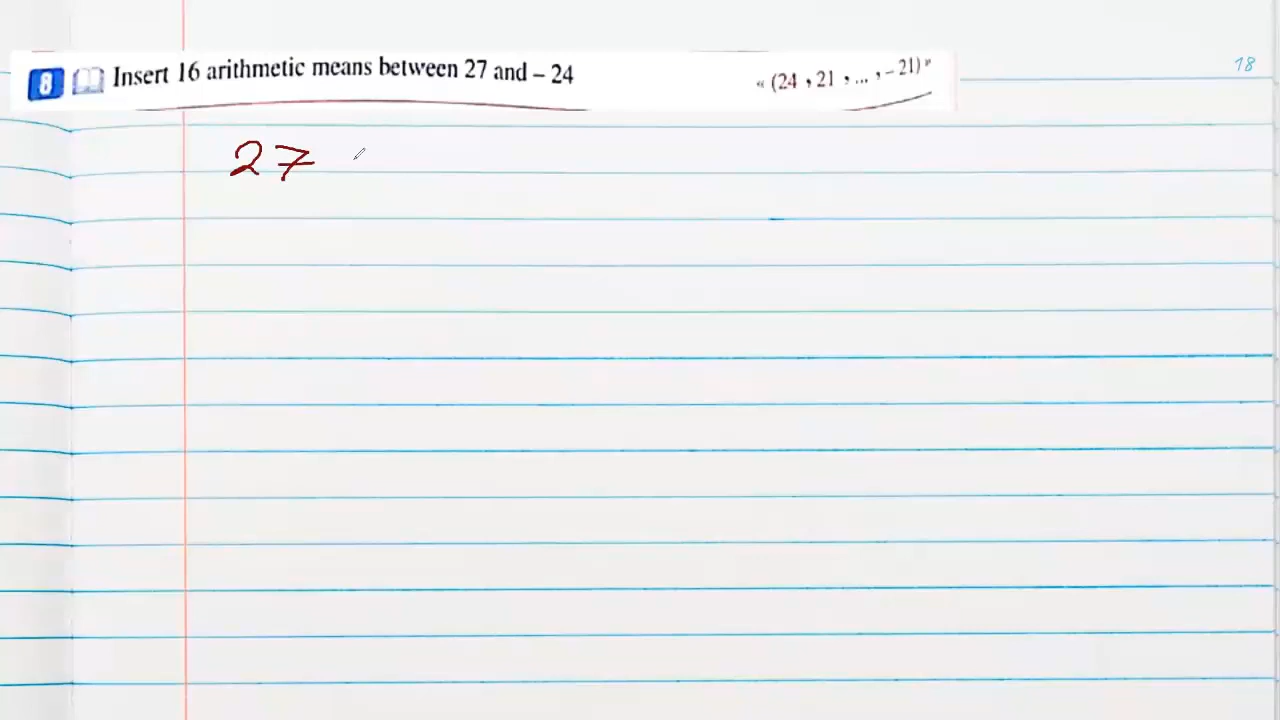 8 Insert 16 arithmetic means between 27 and – 24 « (24 , 21 , ... , – 21) »
18
27